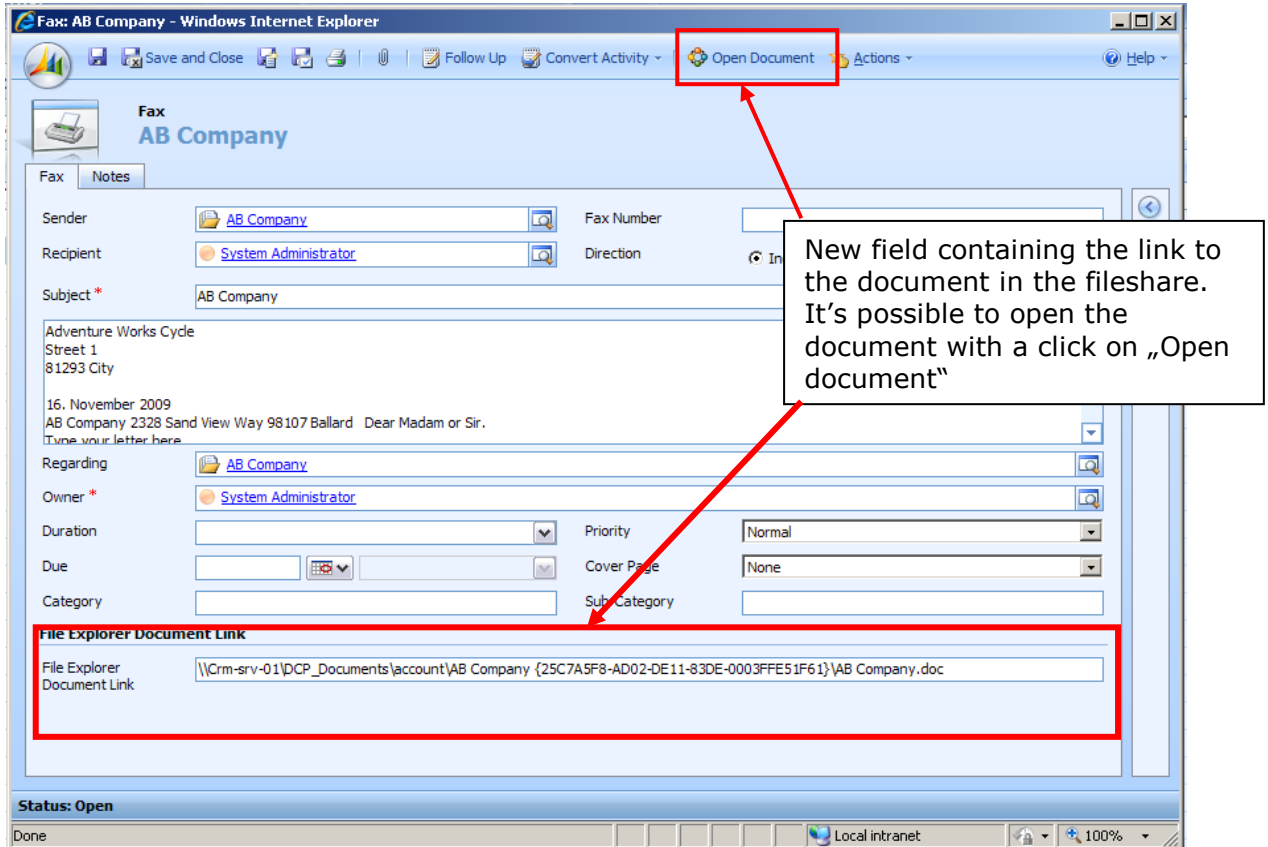 Fax: AB Company - Windows Internet Explorer
Save and Close Follow Up Convert Activity Open Document Actions Help
Fax
AB Company
Fax Notes
Sender AB Company Fax Number
Recipient System Administrator Direction
Subject * AB Company
New field containing the link to
the document in the fileshare.
It’s possible to open the
document with a click on „Open
document“
Adventure Works Cycle
Street 1
81293 City
16. November 2009
AB Company 2328 Sand View Way 98107 Ballard Dear Madam or Sir.
Type your letter here
Regarding AB Company
Owner * System Administrator
Duration Priority Normal
Due Cover Page None
Category Sub-Category
File Explorer Document Link
File Explorer \\Crm-srv-01\DCP_Documents\account\AB Company {25C7A5F8-AD02-DE11-83DE-0003FFE51F61}\AB Company.doc
Document Link
Status: Open
Done Local intranet 100%